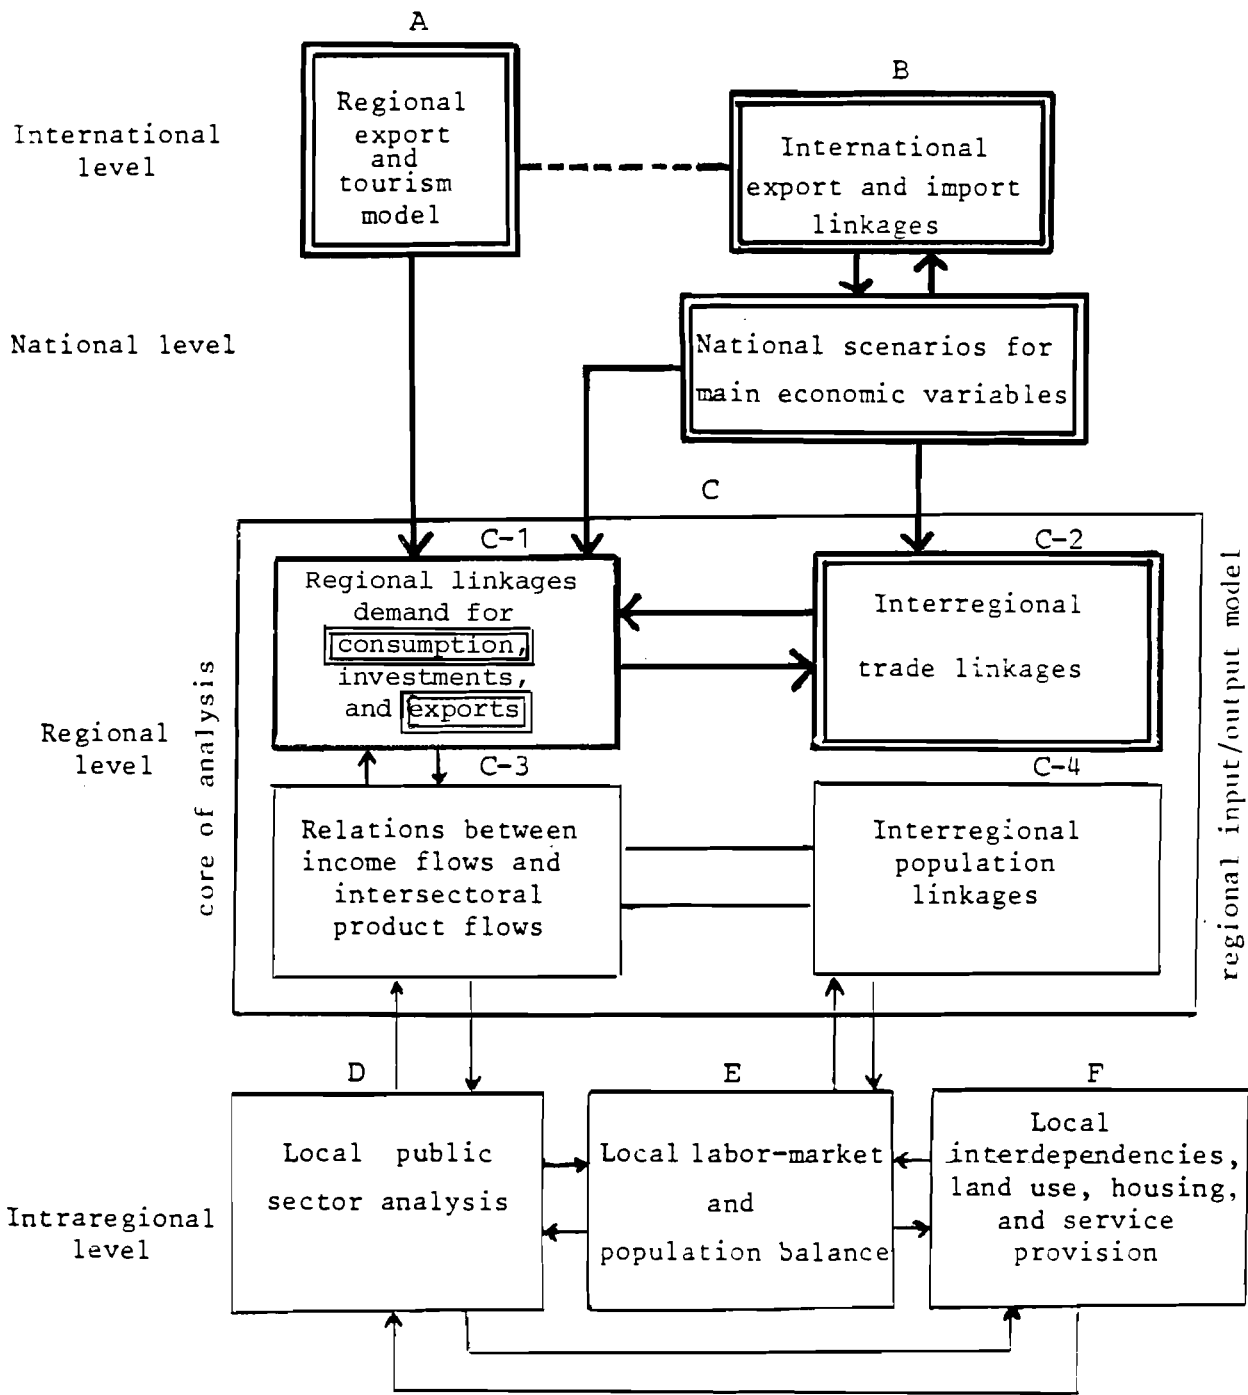 A
Regional
export
and
tourism
model
B
International
export and import
linkages
International
level
National level
National scenarios for
main economic variables
C
C-1
Regional linkages
demand for
consumption,
investments,
and exports
C-2
Interregional
trade linkages
Regional
level
core of analysis
regional input/output model
C-3
Relations between
income flows and
intersectoral
product flows
C-4
Interregional
population
linkages
D
Local public
sector analysis
E
Local labor-market
and
population balance
F
Local
interdependencies,
land use, housing,
and service
provision
Intraregional
level